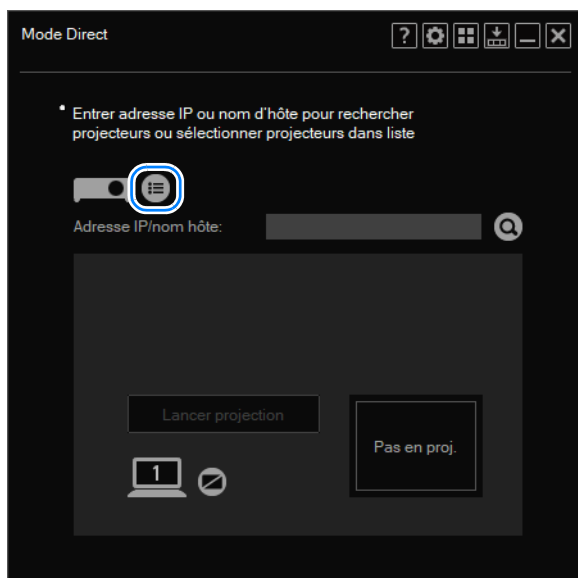 Mode Direct
?
Entrer adresse IP ou nom d'hôte pour rechercher
projecteurs ou sélectionner projecteurs dans liste
Adresse IP/nom hôte:
Lancer projection
Pas en proj.
1